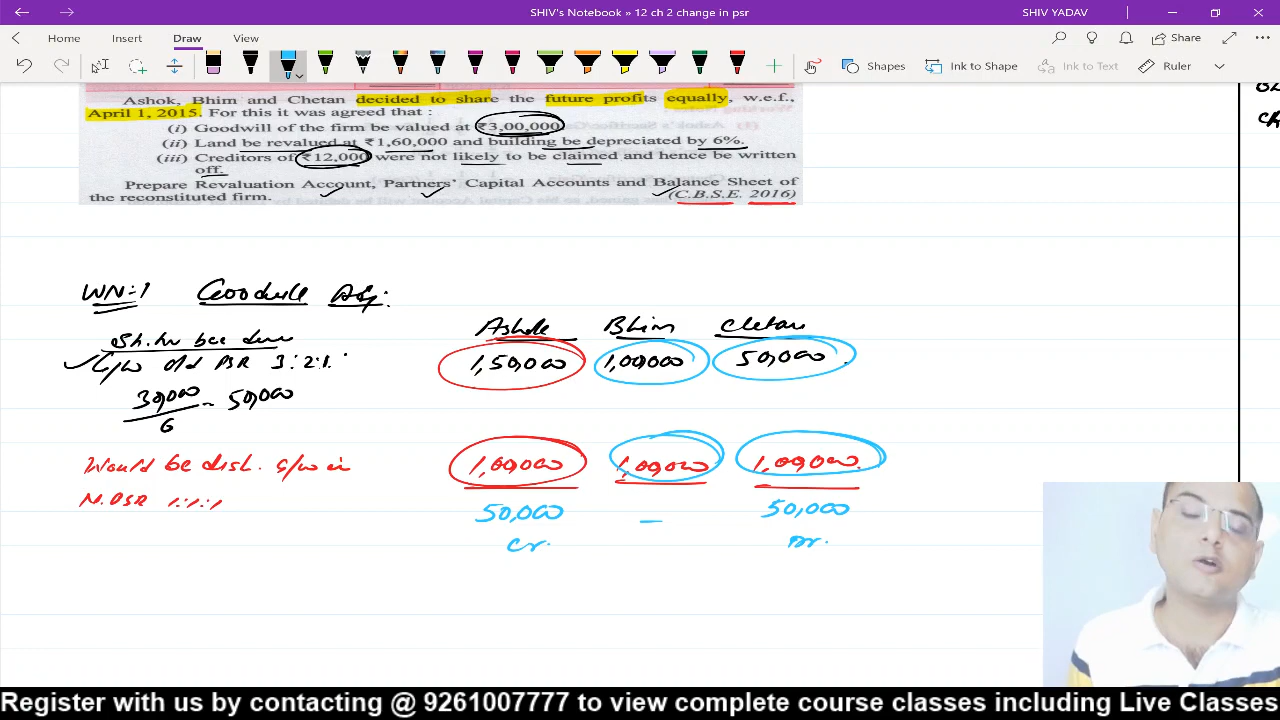 SHIV's Notebook » 12 ch 2 change in psr
SHIV YADAV
Home Insert Draw View
Share
Shapes Ink to Shape Ink to Text Ruler
Ashok, Bhim and Chetan decided to share the future profits equally, w.e.f.,
April 1, 2015. For this it was agreed that :
(i) Goodwill of the firm be valued at ₹3,00,000
(ii) Land be revalued at ₹1,60,000 and building be depreciated by 6%.
(iii) Creditors of ₹12,000 were not likely to be claimed and hence be written
off.
Prepare Revaluation Account, Partners' Capital Accounts and Balance Sheet of
the reconstituted firm. (C.B.S.E. 2016)
WN:1 Goodwill Adj:
Ashok Bhim Chetan
1,50,000 1,00,000 50,000
old PSR 3:2:1
50,000
6
Would be dist. in
N. PSR 1:1:1
1,00,000 1,00,000 1,00,000
50,000 — 50,000
Cr. Dr.
Register with us by contacting @ 9261007777 to view complete course classes including Live Classes